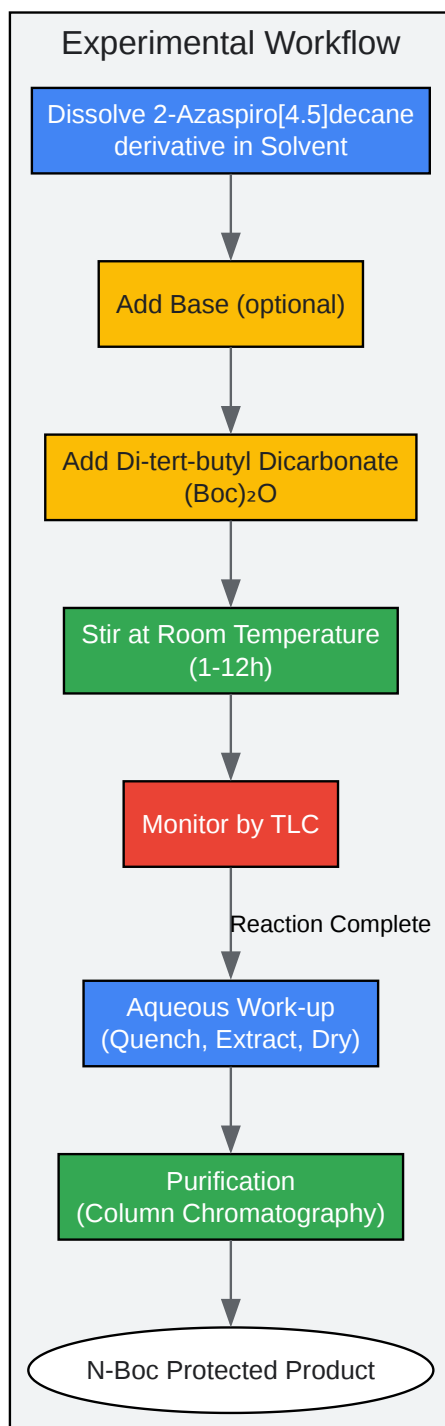 Experimental Workflow
Dissolve 2-Azaspiro[4.5]decane
derivative in Solvent
Add Base (optional)
Add Di-tert-butyl Dicarbonate
(Boc)₂O
Stir at Room Temperature
(1-12h)
Monitor by TLC
Reaction Complete
Aqueous Work-up
(Quench, Extract, Dry)
Purification
(Column Chromatography)
N-Boc Protected Product